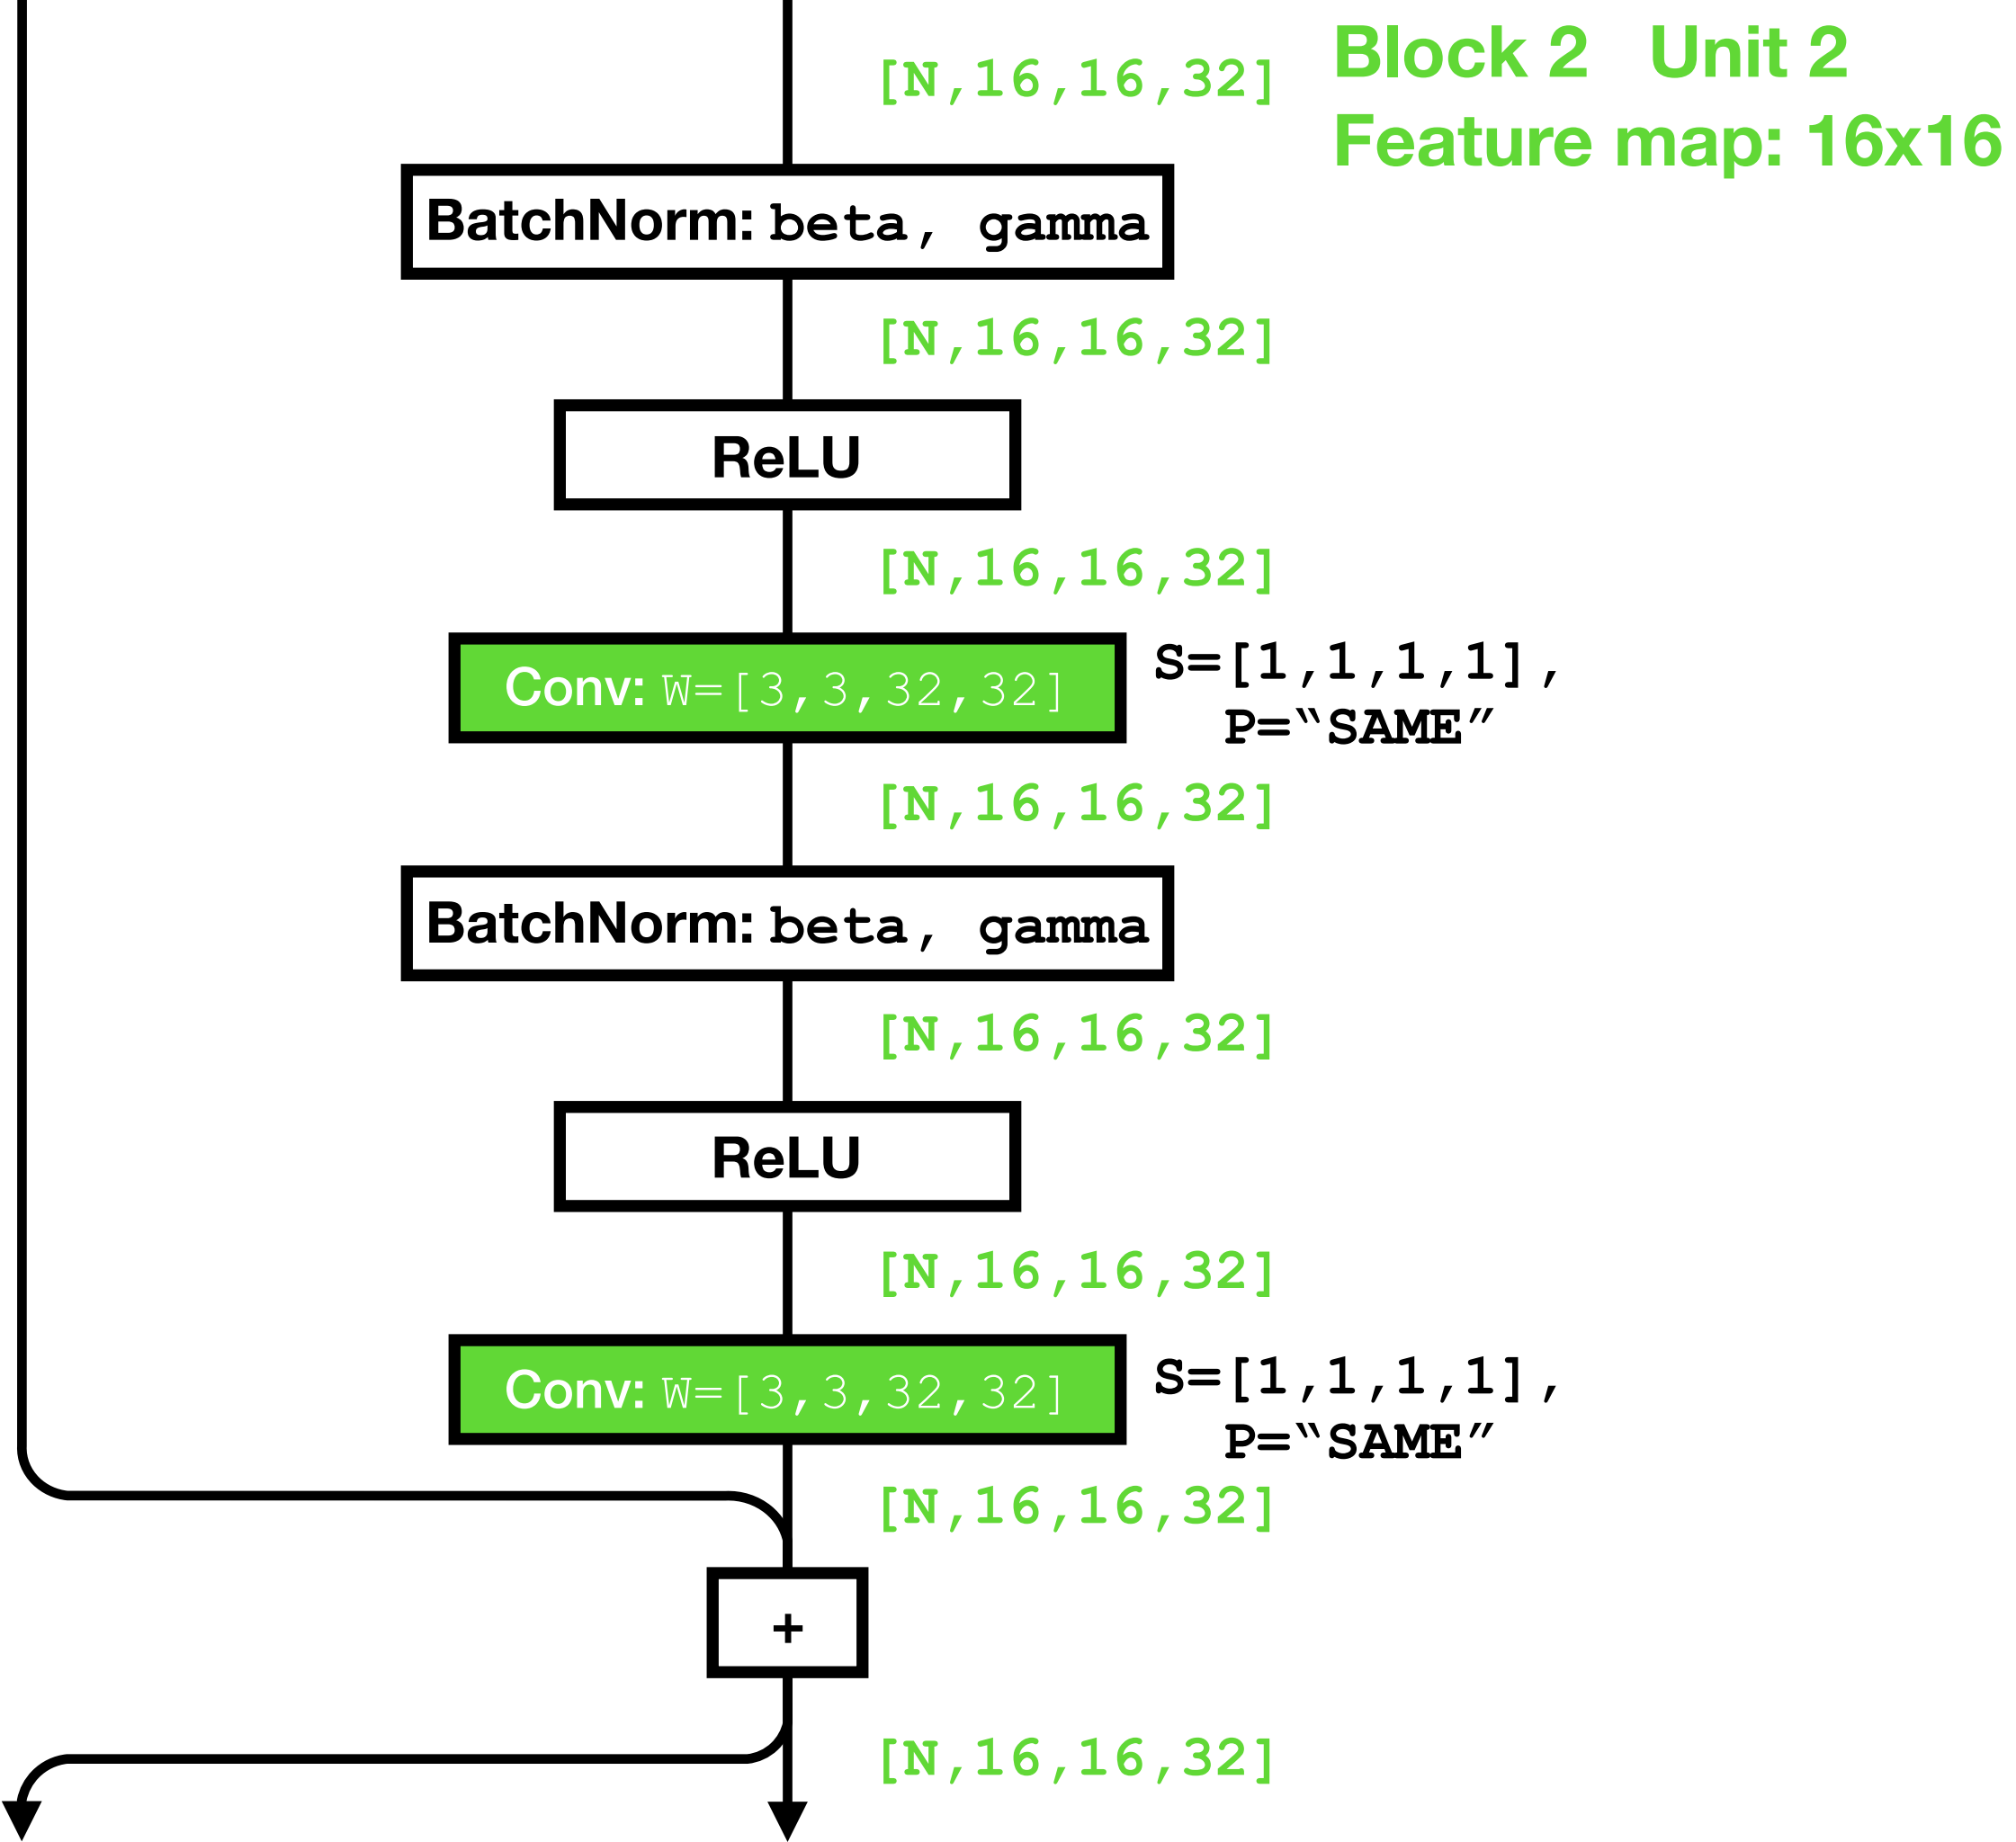 Block 2 Unit 2
Feature map: 16x16
[N,16,16,32]
BatchNorm: beta, gamma
[N,16,16,32]
ReLU
[N,16,16,32]
Conv: W=[3,3,32,32]
S=[1,1,1,1],
P=“SAME”
[N,16,16,32]
BatchNorm: beta, gamma
[N,16,16,32]
ReLU
[N,16,16,32]
Conv: W=[3,3,32,32]
S=[1,1,1,1],
P=“SAME”
[N,16,16,32]
+
[N,16,16,32]